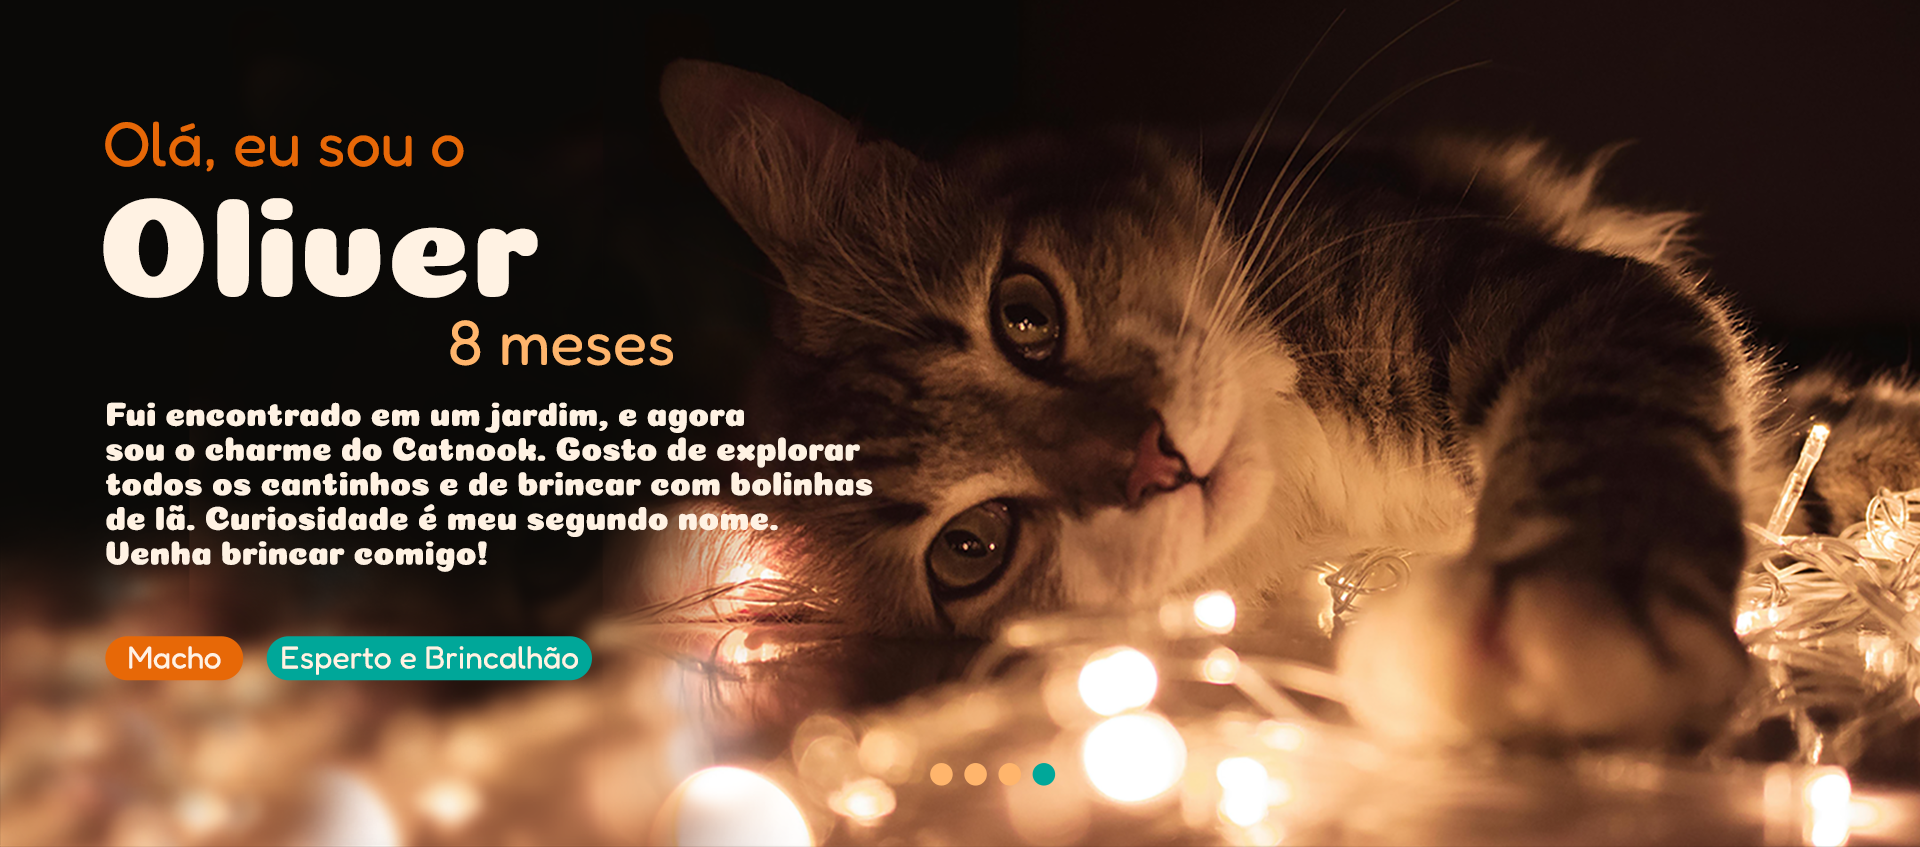 Olá, eu sou o
Oliver
8 meses
Fui encontrado em um jardim, e agora
sou o charme do Catnook. Gosto de explorar
todos os cantinhos e de brincar com bolinhas
de lã. Curiosidade é meu segundo nome.
Venha brincar comigo!
Macho
Esperto e Brincalhão